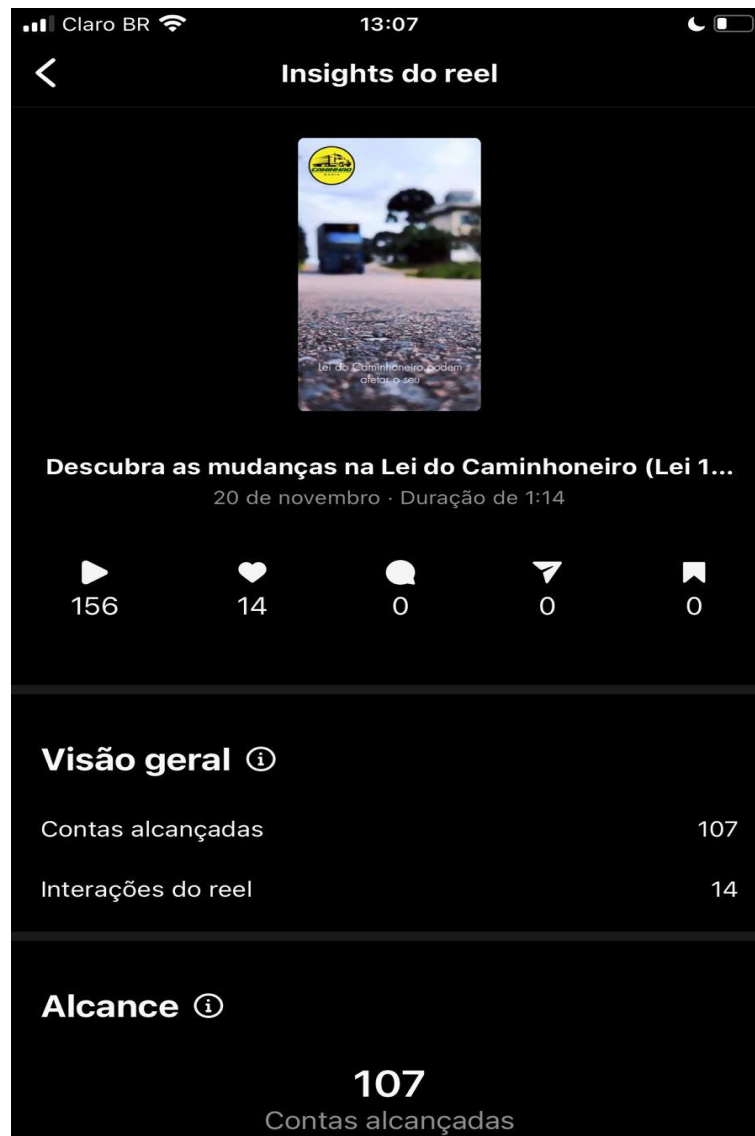 Claro BR 13:07
Insights do reel
CAMINHÃO
Lei do Caminhoneiro podem
afetar o seu
Descubra as mudanças na Lei do Caminhoneiro (Lei 1...
20 de novembro · Duração de 1:14
156 14 0 0 0
Visão geral
Contas alcançadas 107
Interações do reel 14
Alcance
107
Contas alcançadas